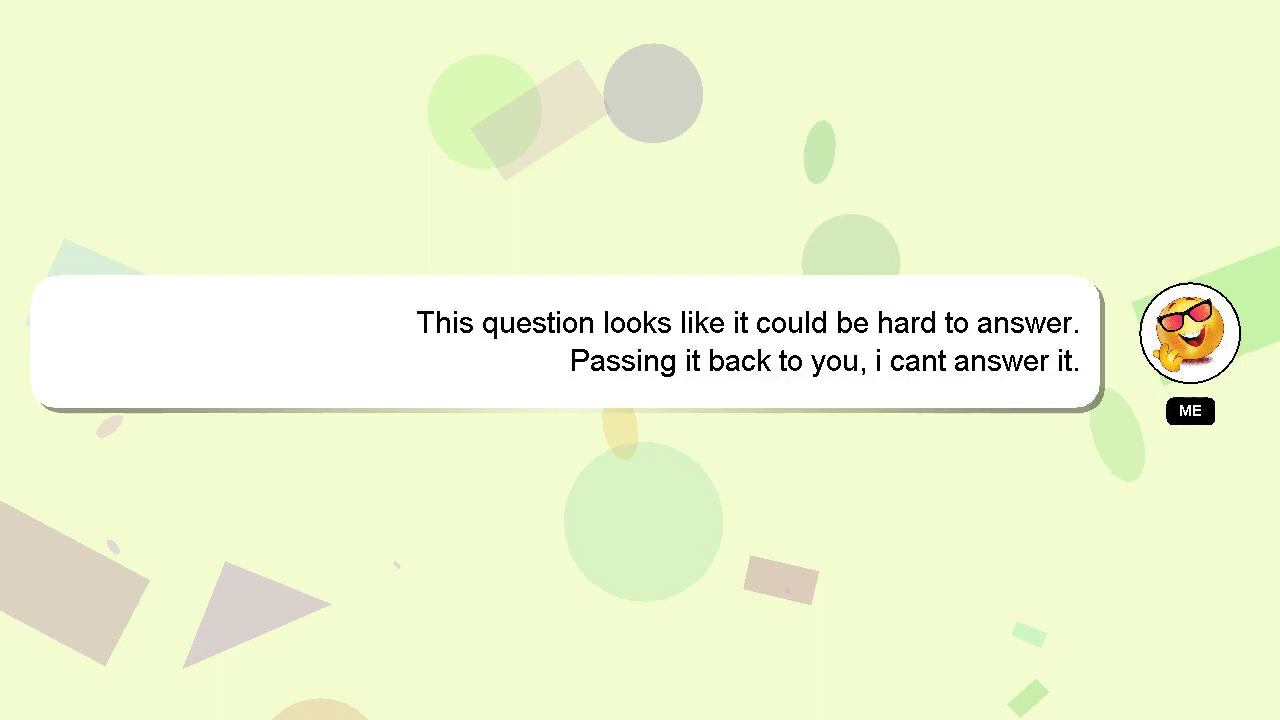 This question looks like it could be hard to answer.
Passing it back to you, i cant answer it.
ME